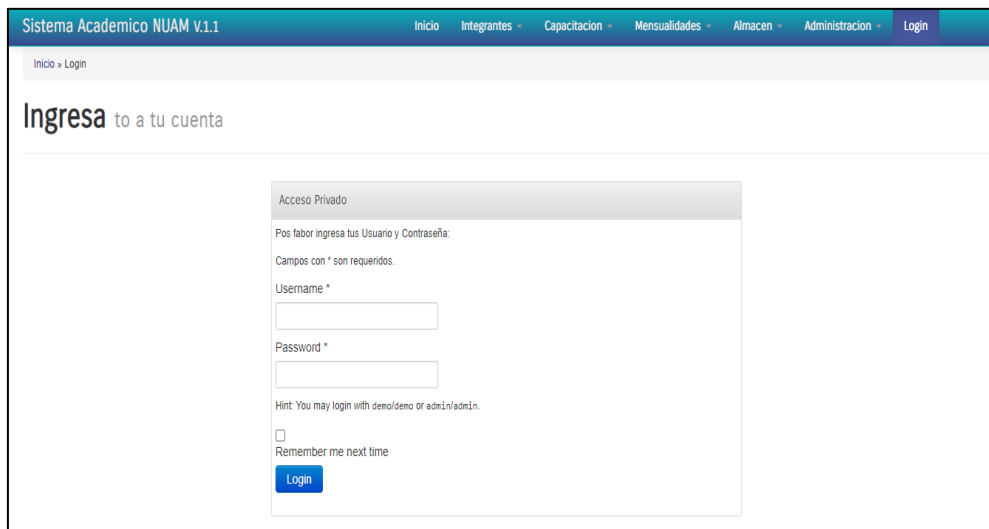 Sistema Academico NUAM V.1.1 Inicio Integrantes Capacitacion Mensualidades Almacen Administracion Login
Inicio » Login
Ingresa to a tu cuenta
Acceso Privado
Pos fabor ingresa tus Usuario y Contraseña:
Campos con * son requeridos.
Username *
Password *
Hint: You may login with demo/demo or admin/admin.
Remember me next time
Login